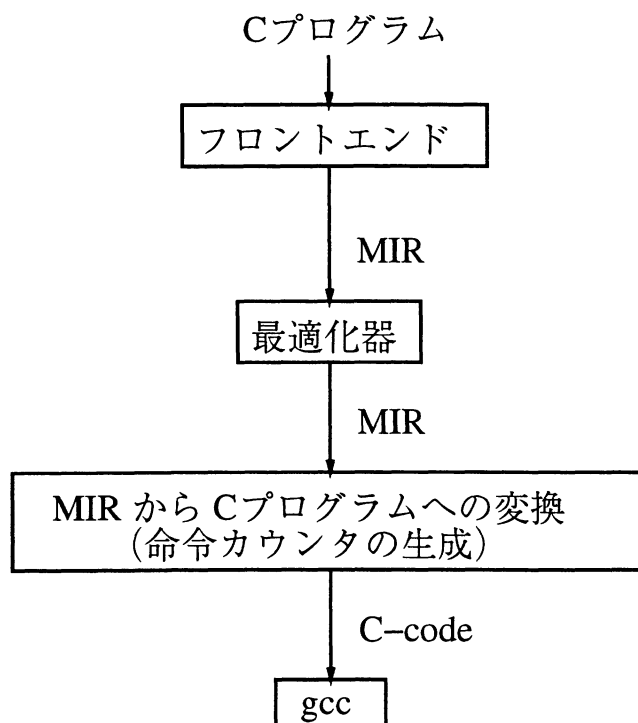 Cプログラム
フロントエンド
MIR
最適化器
MIR
MIR から Cプログラムへの変換
(命令カウンタの生成)
C-code
gcc